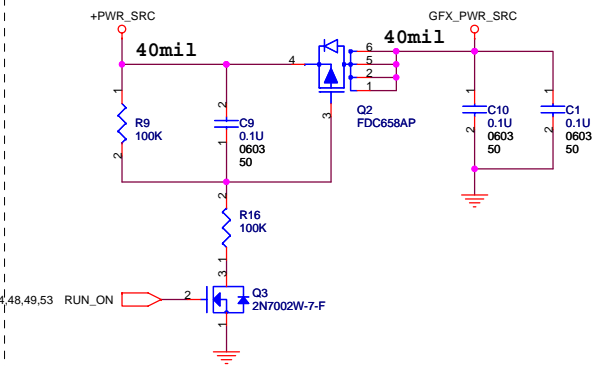 +PWR_SRC
GFX_PWR_SRC
40mil
40mil
4
6
5
2
1
3
Q2
FDC658AP
1
R9
100K
2
2
C9
0.1U
0603
50
1
1
C10
0.1U
0603
50
2
1
C1
0.1U
0603
50
2
2
R16
100K
1
3
Q3
2N7002W-7-F
2
1
4,48,49,53 RUN_ON